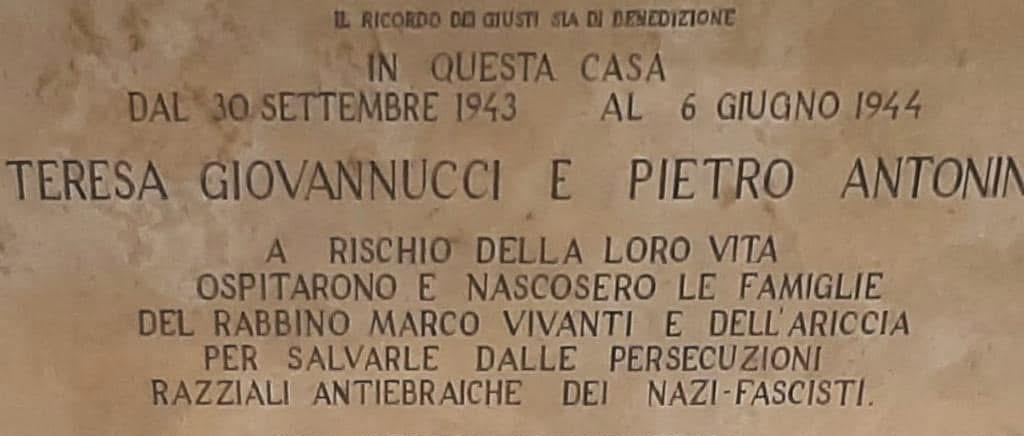 IL RICORDO DEI GIUSTI SIA DI BENEDIZIONE
IN QUESTA CASA
DAL 30 SETTEMBRE 1943 AL 6 GIUGNO 1944
TERESA GIOVANNUCCI E PIETRO ANTONIN
A RISCHIO DELLA LORO VITA
OSPITARONO E NASCOSERO LE FAMIGLIE
DEL RABBINO MARCO VIVANTI E DELL'ARICCIA
PER SALVARLE DALLE PERSECUZIONI
RAZZIALI ANTIEBRAICHE DEI NAZI-FASCISTI.